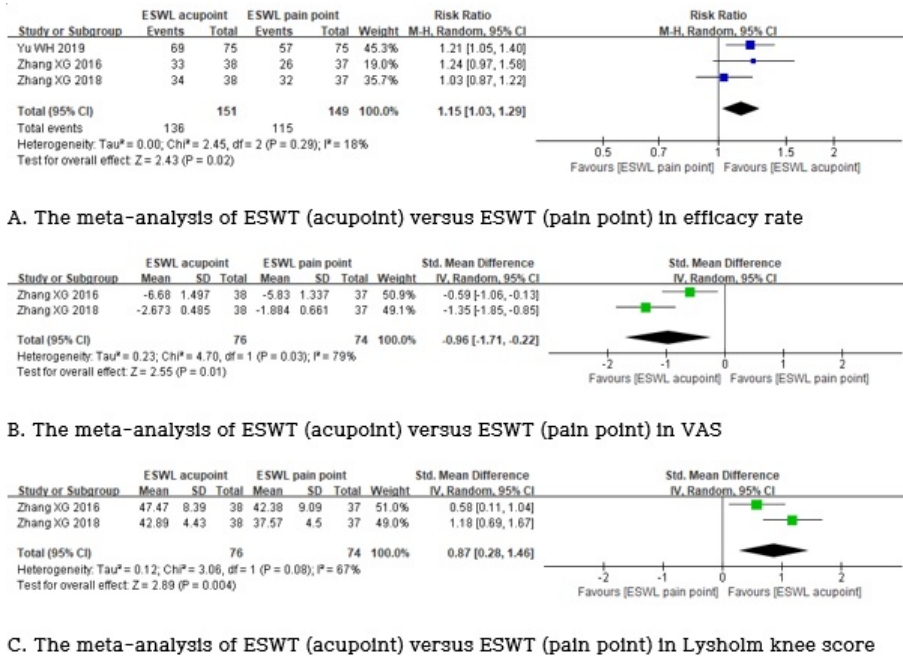 ESWL acupoint ESWL pain point Risk Ratio Risk Ratio
Study or Subgroup Events Total Events Total Weight M-H, Random, 95% CI M-H, Random, 95% CI
Yu WH 2019 69 75 57 75 45.3% 1.21 [1.05, 1.40]
Zhang XG 2016 33 38 26 37 19.0% 1.24 [0.97, 1.58]
Zhang XG 2018 34 38 32 37 35.7% 1.03 [0.87, 1.22]
Total (95% CI) 151 149 100.0% 1.15 [1.03, 1.29]
Total events 136 115
Heterogeneity: Tau² = 0.00; Chi² = 2.45, df = 2 (P = 0.29); I² = 18%
Test for overall effect: Z = 2.43 (P = 0.02)
0.5 0.7 1 1.5 2
Favours [ESWL pain point] Favours [ESWL acupoint]
A. The meta-analysis of ESWT (acupoint) versus ESWT (pain point) in efficacy rate
ESWL acupoint ESWL pain point Std. Mean Difference Std. Mean Difference
Study or Subgroup Mean SD Total Mean SD Total Weight IV, Random, 95% CI IV, Random, 95% CI
Zhang XG 2016 -6.68 1.497 38 -5.83 1.337 37 50.9% -0.59 [-1.06, -0.13]
Zhang XG 2018 -2.673 0.485 38 -1.884 0.661 37 49.1% -1.35 [-1.85, -0.85]
Total (95% CI) 76 74 100.0% -0.96 [-1.71, -0.22]
Heterogeneity: Tau² = 0.23; Chi² = 4.70, df = 1 (P = 0.03); I² = 79%
Test for overall effect: Z = 2.55 (P = 0.01)
-2 -1 0 1 2
Favours [ESWL acupoint] Favours [ESWL pain point]
B. The meta-analysis of ESWT (acupoint) versus ESWT (pain point) in VAS
ESWL acupoint ESWL pain point Std. Mean Difference Std. Mean Difference
Study or Subgroup Mean SD Total Mean SD Total Weight IV, Random, 95% CI IV, Random, 95% CI
Zhang XG 2016 47.47 8.39 38 42.38 9.09 37 51.0% 0.58 [0.11, 1.04]
Zhang XG 2018 42.89 4.43 38 37.57 4.5 37 49.0% 1.18 [0.69, 1.67]
Total (95% CI) 76 74 100.0% 0.87 [0.28, 1.46]
Heterogeneity: Tau² = 0.12; Chi² = 3.06, df = 1 (P = 0.08); I² = 67%
Test for overall effect: Z = 2.89 (P = 0.004)
-2 -1 0 1 2
Favours [ESWL pain point] Favours [ESWL acupoint]
C. The meta-analysis of ESWT (acupoint) versus ESWT (pain point) in Lysholm knee score